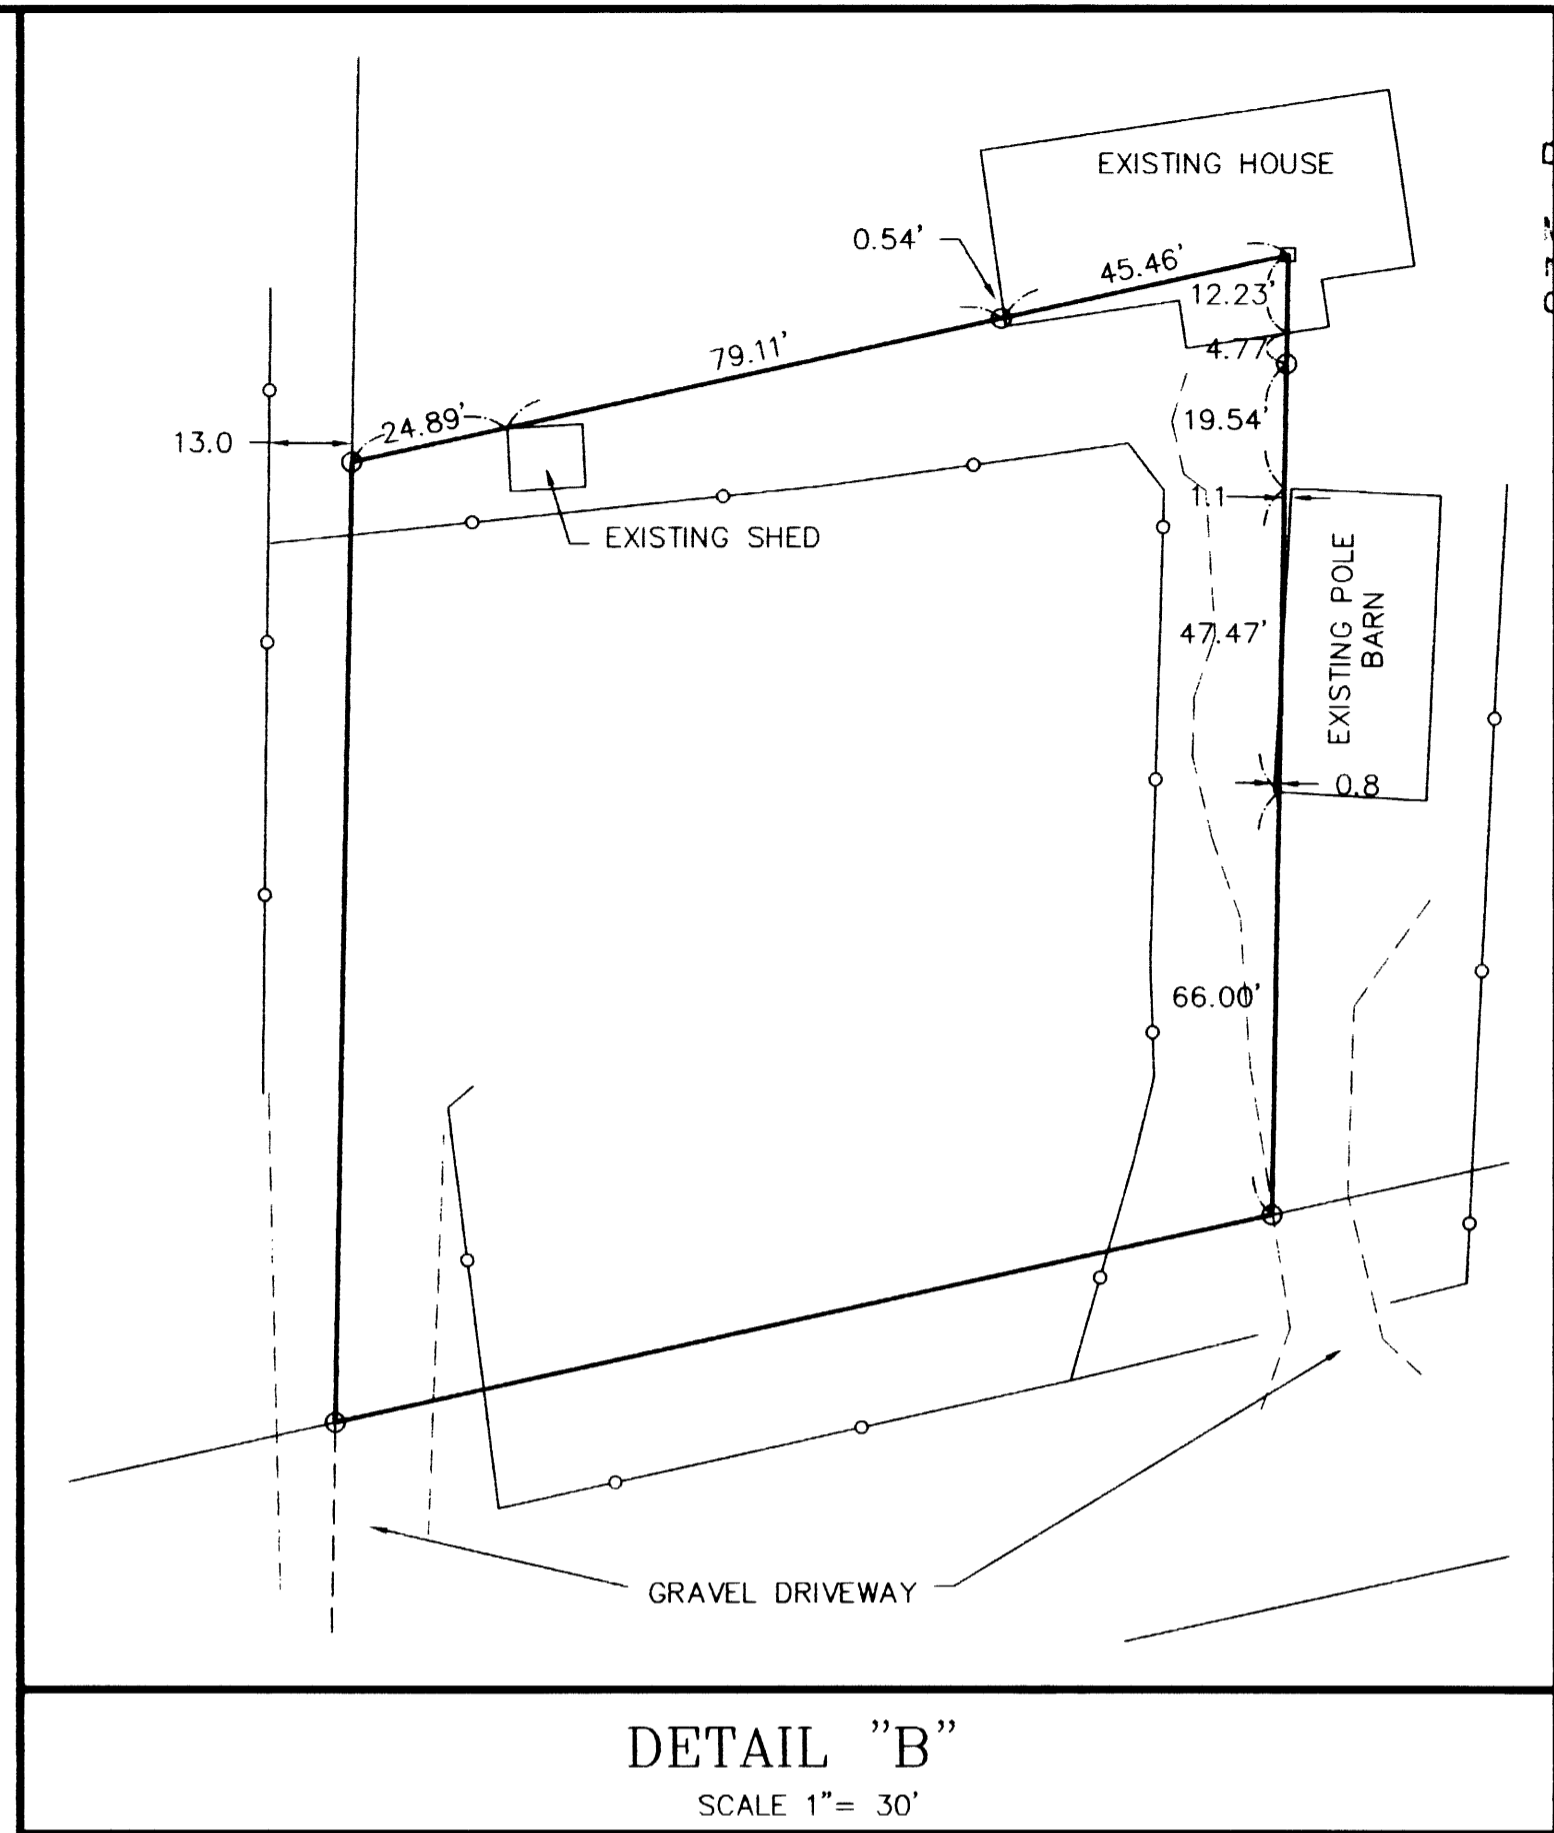 EXISTING HOUSE
0.54'
45.46'
12.23'
79.11'
4.77'
24.89'
19.54'
13.0
1.1
EXISTING SHED
EXISTING POLE
BARN
47.47'
0.8
66.00'
GRAVEL DRIVEWAY
DETAIL "B"
SCALE 1"= 30'